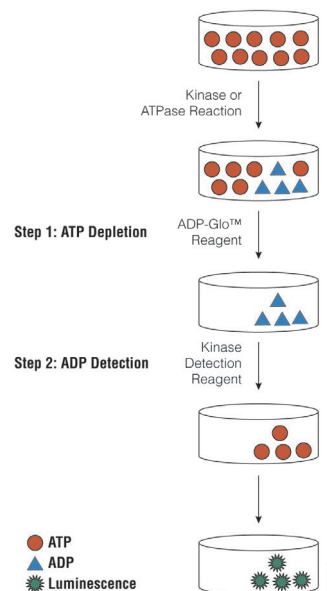 Kinase or
ATPase Reaction
Step 1: ATP Depletion
ADP-Glo™
Reagent
Step 2: ADP Detection
Kinase
Detection
Reagent
ATP
ADP
Luminescence